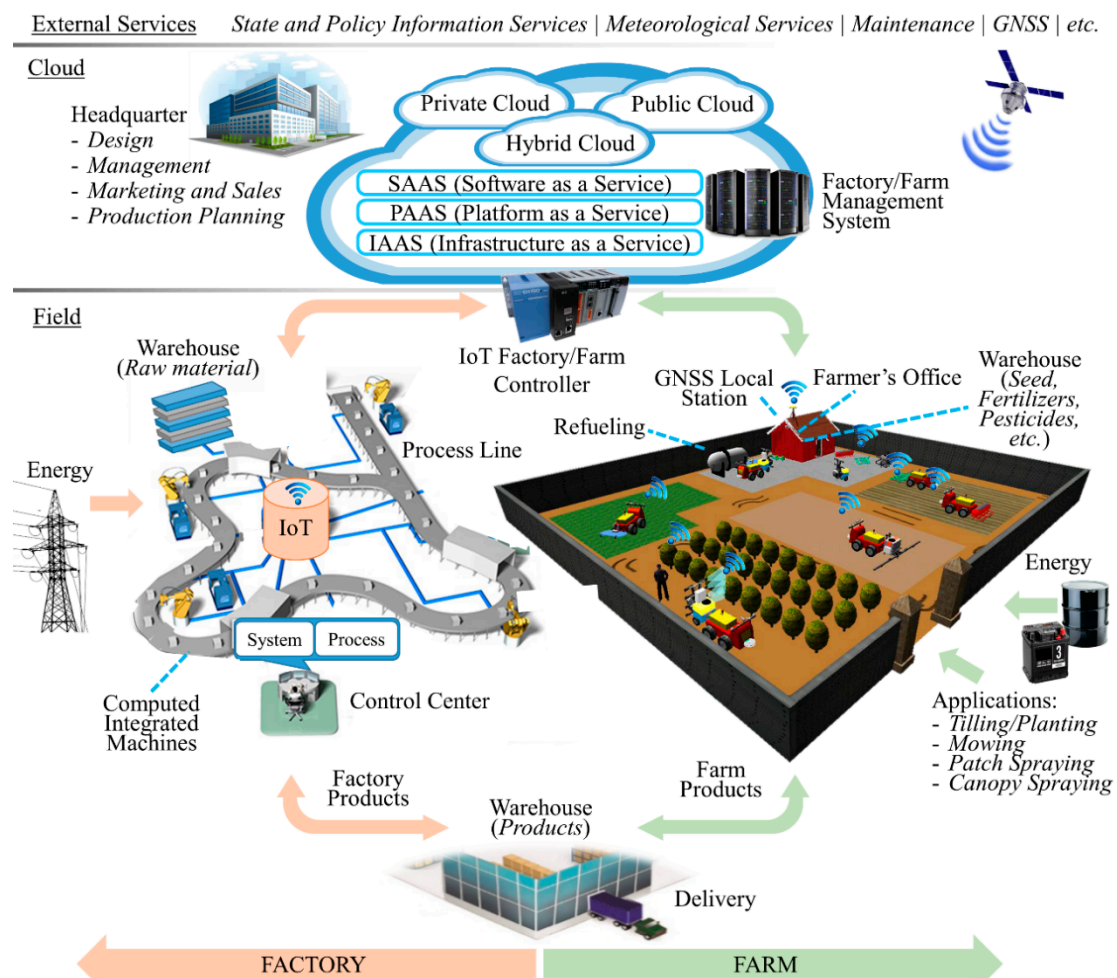 External Services
State and Policy Information Services | Meteorological Services | Maintenance | GNSS | etc.
Cloud
Headquarter
- Design
- Management
- Marketing and Sales
- Production Planning
Private Cloud
Public Cloud
Hybrid Cloud
SAAS (Software as a Service)
PAAS (Platform as a Service)
IAAS (Infrastructure as a Service)
Factory/Farm
Management
System
Field
IoT Factory/Farm
Controller
Warehouse
(Raw material)
Process Line
Energy
IoT
System
Process
Control Center
Computed
Integrated
Machines
GNSS Local
Station
Farmer's Office
Warehouse
(Seed,
Fertilizers,
Pesticides,
etc.)
Refueling
Energy
3
Applications:
- Tilling/Planting
- Mowing
- Patch Spraying
- Canopy Spraying
Factory
Products
Farm
Products
Warehouse
(Products)
Delivery
FACTORY
FARM